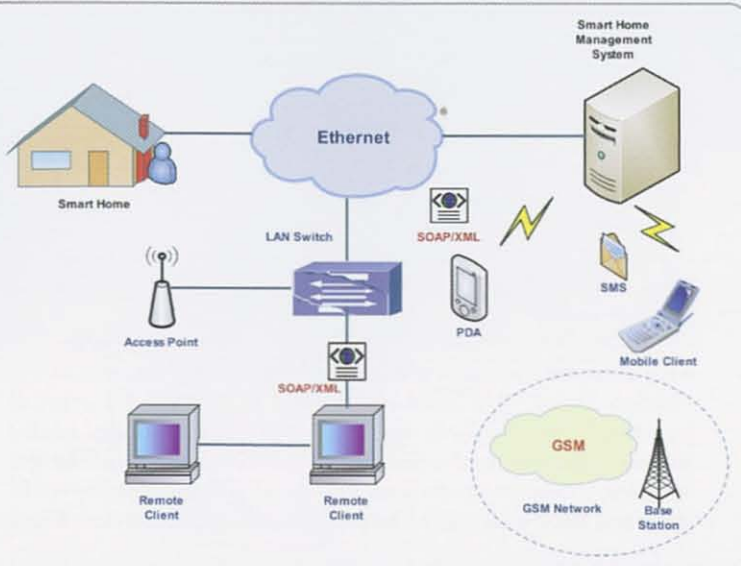 Smart Home
Management
System
Ethernet
Smart Home
LAN Switch
SOAP/XML
SMS
PDA
Access Point
Mobile Client
SOAP/XML
GSM
Remote
Client
Remote
Client
GSM Network
Base
Station